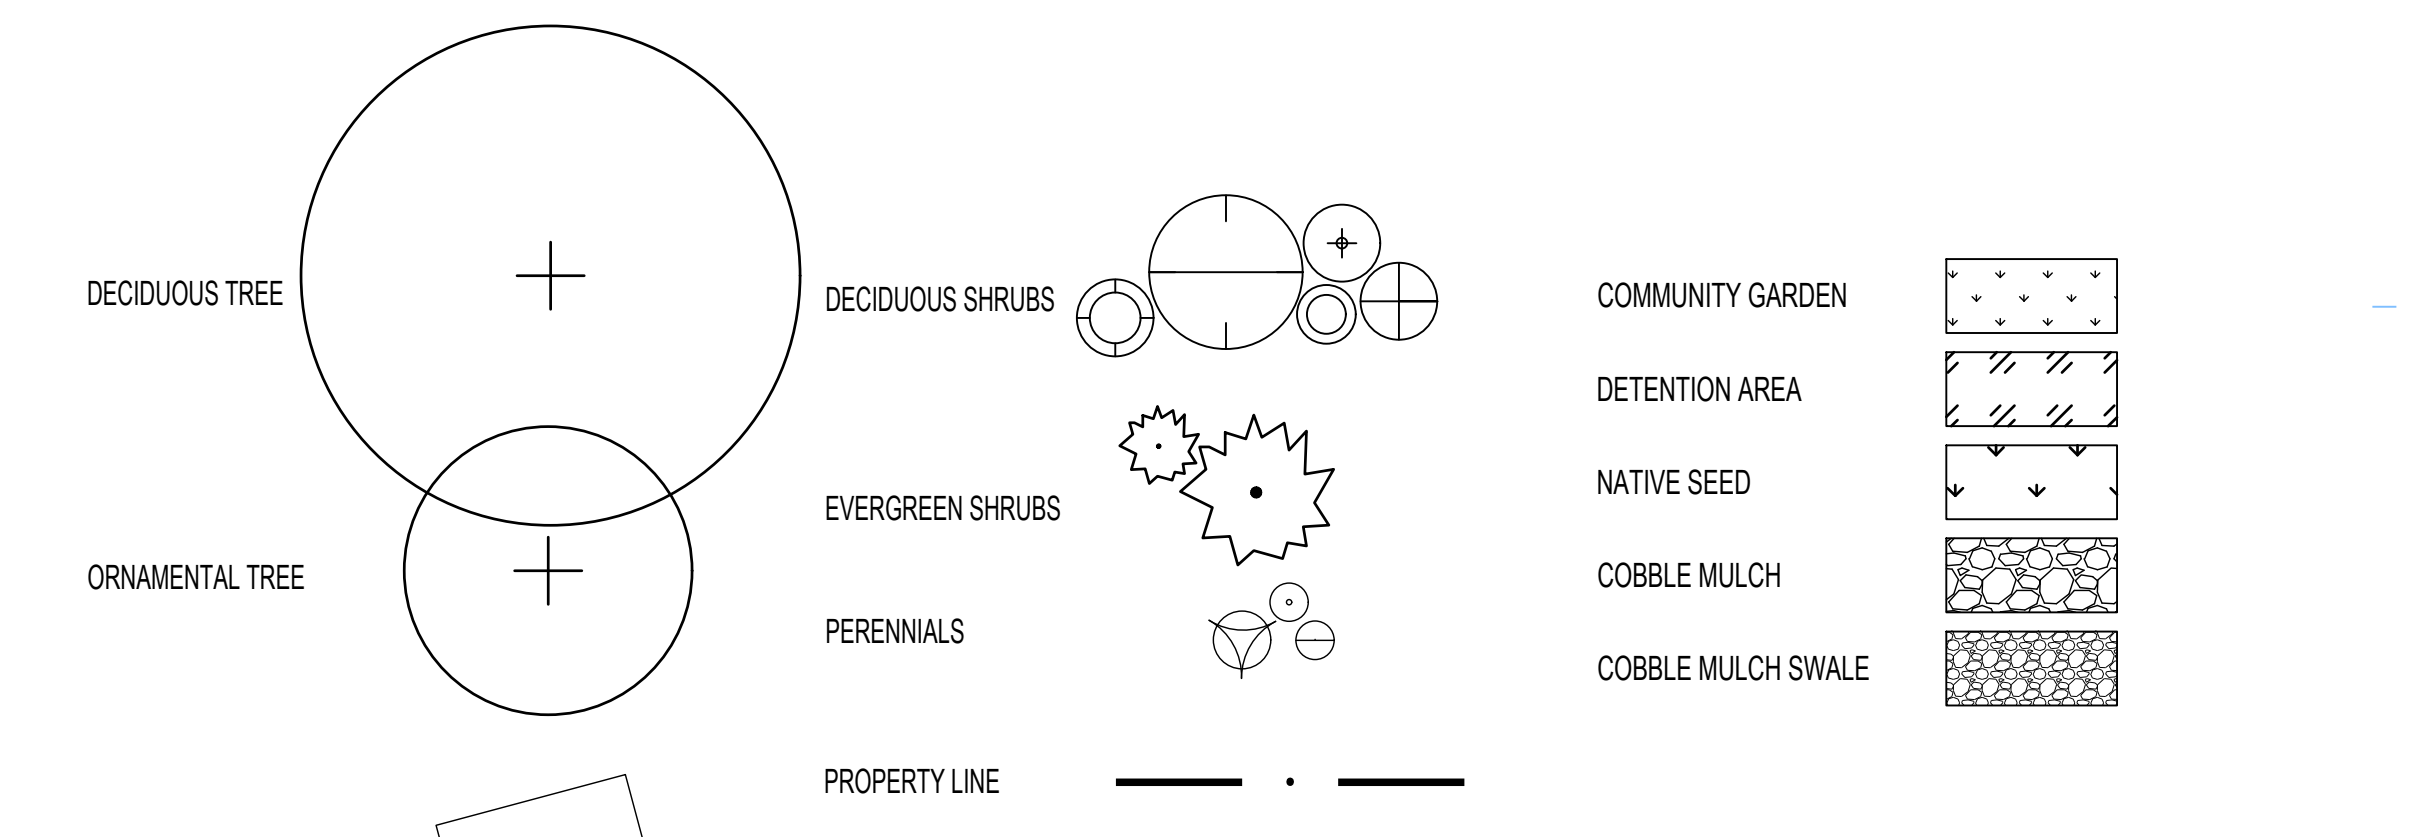 DECIDUOUS TREE
ORNAMENTAL TREE
DECIDUOUS SHRUBS
EVERGREEN SHRUBS
PERENNIALS
PROPERTY LINE
COMMUNITY GARDEN
DETENTION AREA
NATIVE SEED
COBBLE MULCH
COBBLE MULCH SWALE